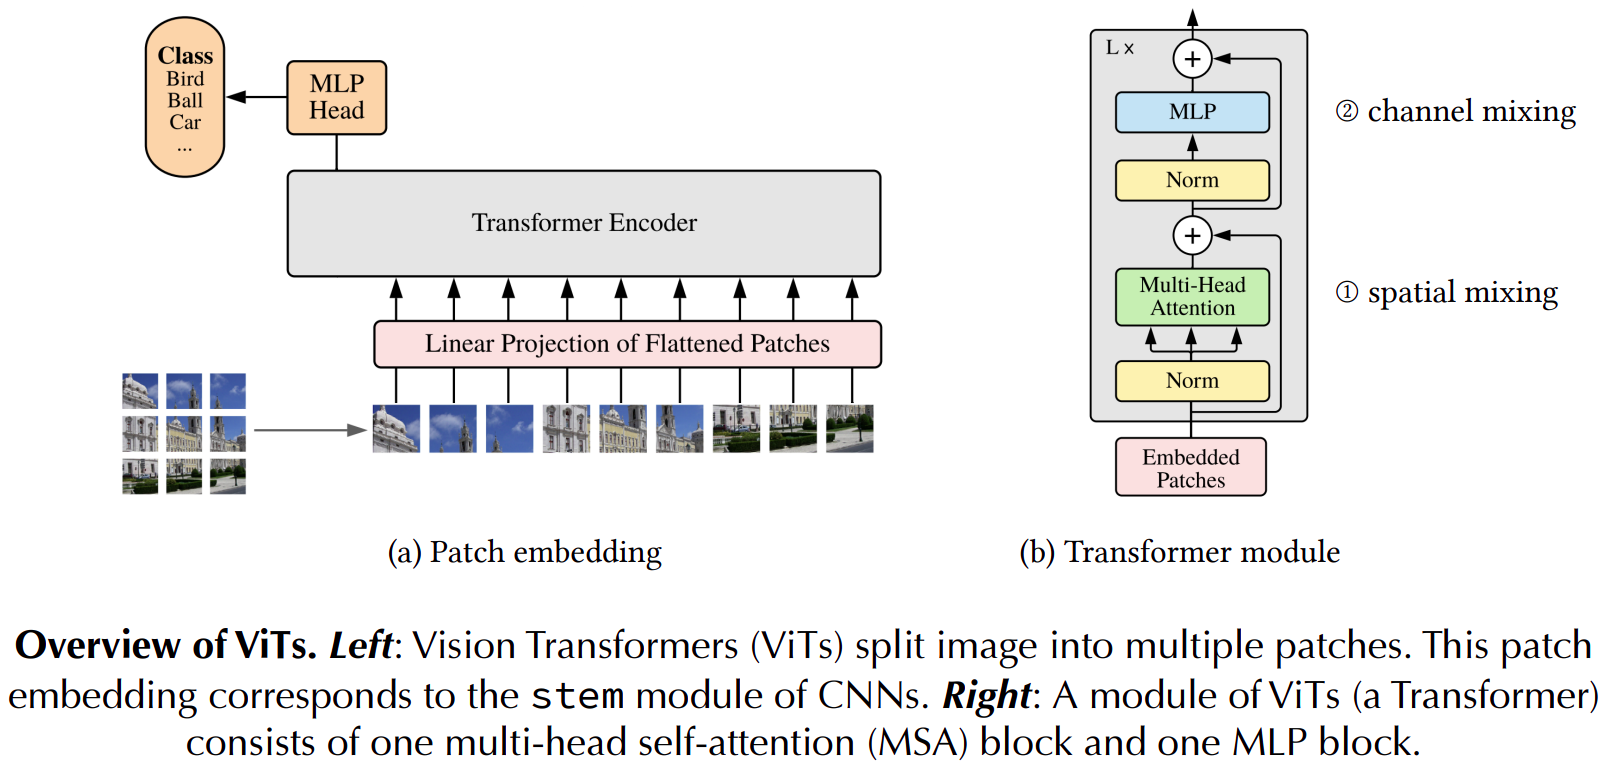 Class
Bird
Ball
Car
...
MLP
Head
Transformer Encoder
Linear Projection of Flattened Patches
(a) Patch embedding
L ×
+
MLP
Norm
+
Multi-Head
Attention
Norm
Embedded
Patches
② channel mixing
① spatial mixing
(b) Transformer module
Overview of ViTs. Left: Vision Transformers (ViTs) split image into multiple patches. This patch
embedding corresponds to the stem module of CNNs. Right: A module of ViTs (a Transformer)
consists of one multi-head self-attention (MSA) block and one MLP block.